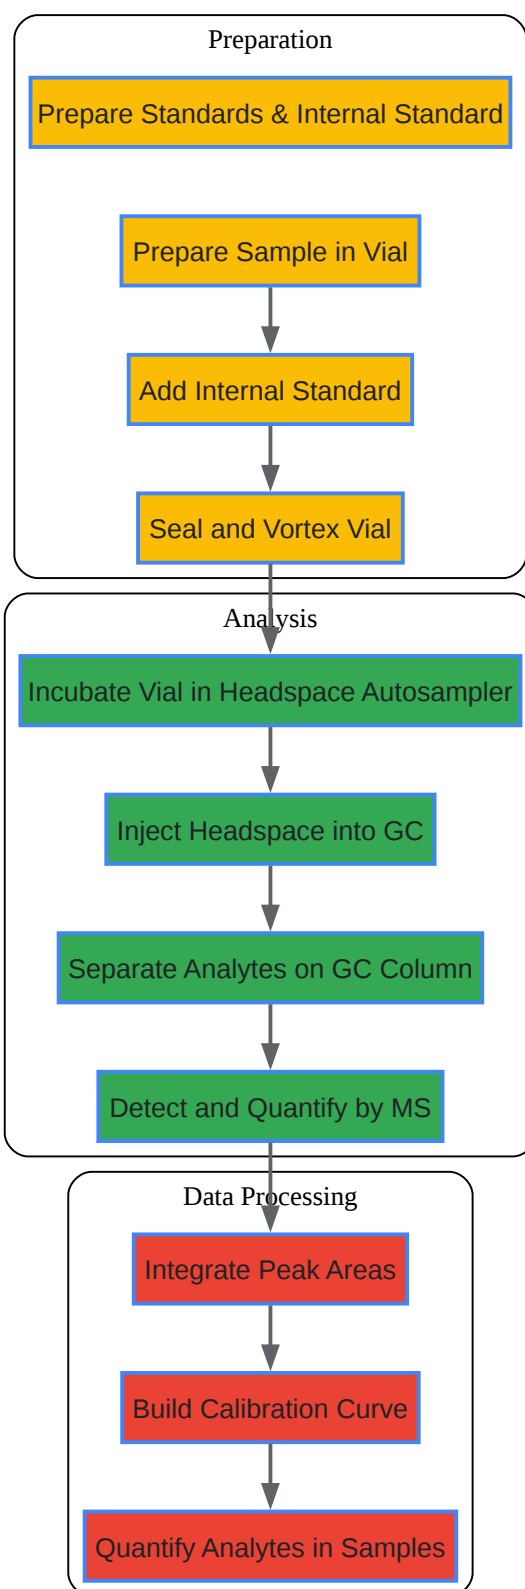 Preparation
Prepare Standards & Internal Standard
Prepare Sample in Vial
Add Internal Standard
Seal and Vortex Vial
Analysis
Incubate Vial in Headspace Autosampler
Inject Headspace into GC
Separate Analytes on GC Column
Detect and Quantify by MS
Data Processing
Integrate Peak Areas
Build Calibration Curve
Quantify Analytes in Samples